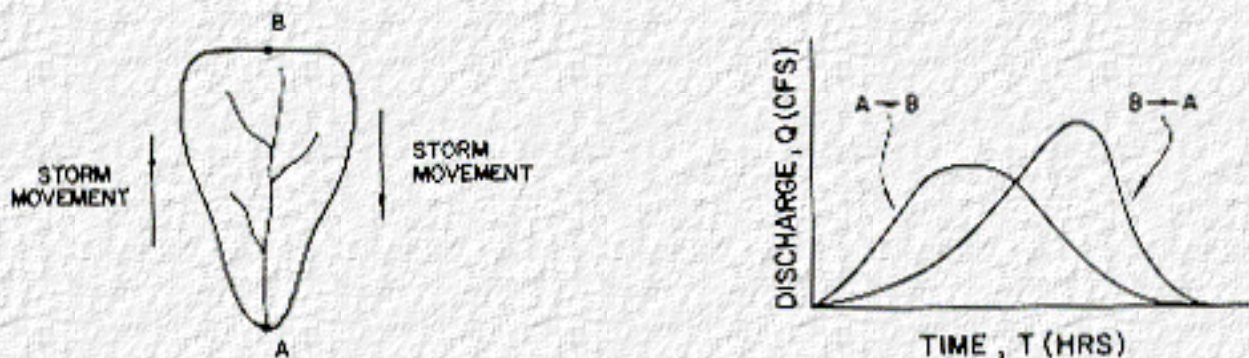 B
STORM
MOVEMENT
STORM
MOVEMENT
A
DISCHARGE, Q (CFS)
A → B
B → A
TIME, T (HRS)